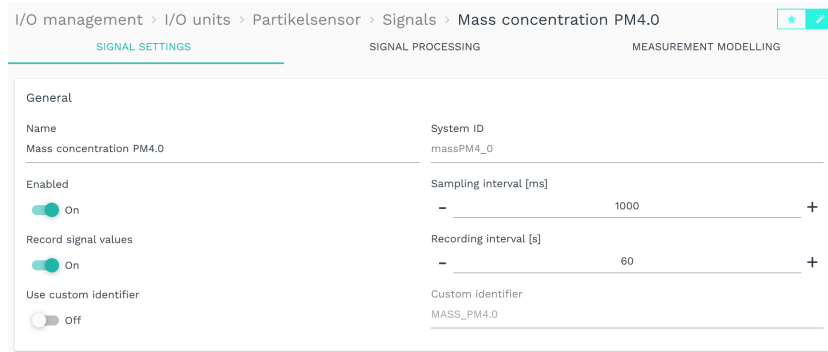 I/O management > I/O units > Partikelsensor > Signals > Mass concentration PM4.0
SIGNAL SETTINGS SIGNAL PROCESSING MEASUREMENT MODELLING
General
Name System ID
Mass concentration PM4.0 massPM4_0
Enabled Sampling interval [ms]
On - 1000 +
Record signal values Recording interval [s]
On - 60 +
Use custom identifier Custom identifier
Off MASS_PM4.0